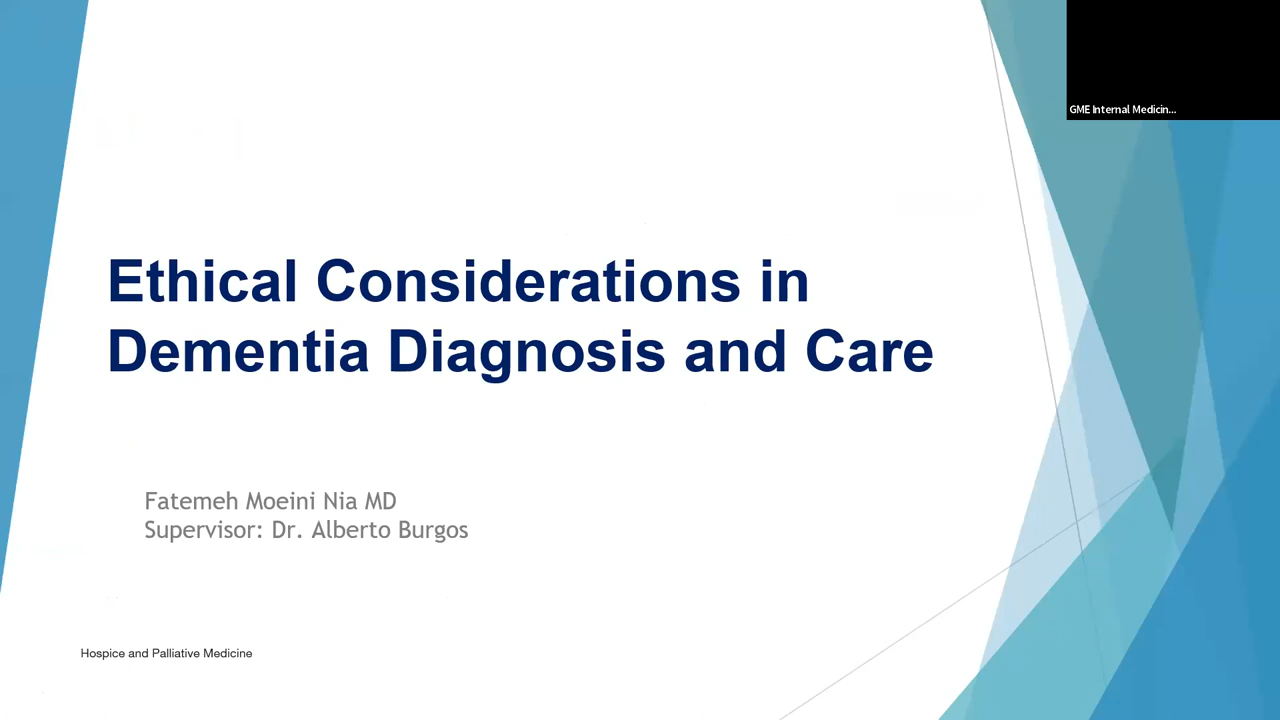 GME Internal Medicin...
Ethical Considerations in
Dementia Diagnosis and Care
Fatemeh Moeini Nia MD
Supervisor: Dr. Alberto Burgos
Hospice and Palliative Medicine